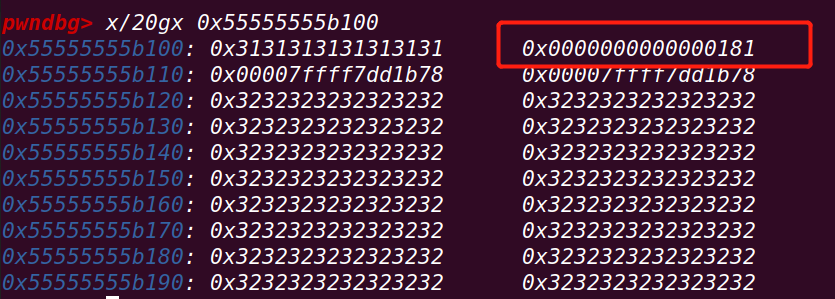 pwndbg> x/20gx 0x55555555b100
0x55555555b100: 0x3131313131313131 0x0000000000000181
0x55555555b110: 0x00007ffff7dd1b78 0x00007ffff7dd1b78
0x55555555b120: 0x3232323232323232 0x3232323232323232
0x55555555b130: 0x3232323232323232 0x3232323232323232
0x55555555b140: 0x3232323232323232 0x3232323232323232
0x55555555b150: 0x3232323232323232 0x3232323232323232
0x55555555b160: 0x3232323232323232 0x3232323232323232
0x55555555b170: 0x3232323232323232 0x3232323232323232
0x55555555b180: 0x3232323232323232 0x3232323232323232
0x55555555b190: 0x3232323232323232 0x3232323232323232